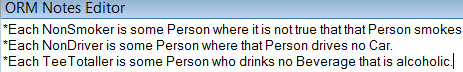 ORM Notes Editor
*Each NonSmoker is some Person where it is not true that that Person smokes
*Each NonDriver is some Person where that Person drives no Car.
*Each TeeTotaller is some Person who drinks no Beverage that is alcoholic.